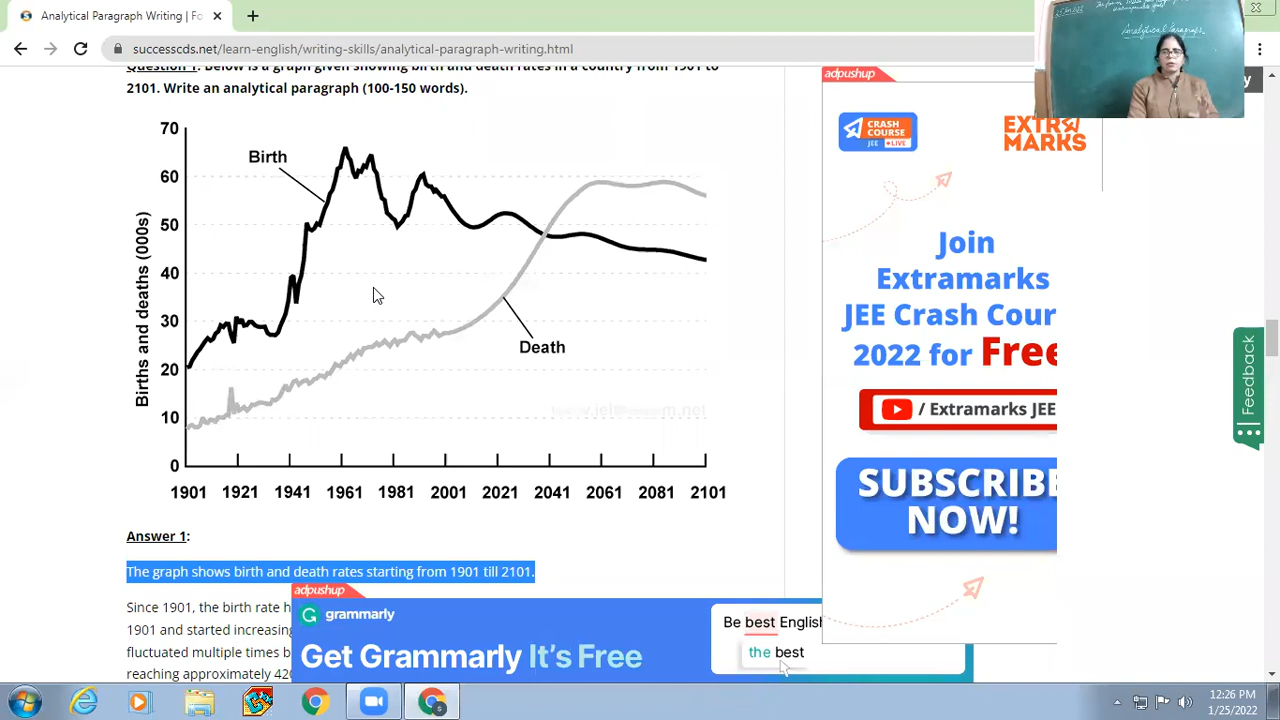 Analytical Paragraph Writing | Fo
successcds.net/learn-english/writing-skills/analytical-paragraph-writing.html
Question 1: Below is a graph given showing birth and death rates in a country from 1901 to
2101. Write an analytical paragraph (100-150 words).
70
60
50
40
30
20
10
0
Births and deaths (000s)
Birth
Death
1901 1921 1941 1961 1981 2001 2021 2041 2061 2081 2101
Answer 1:
The graph shows birth and death rates starting from 1901 till 2101.
Since 1901, the birth rate h
1901 and started increasing
fluctuated multiple times b
reaching approximately 420
adpushup
grammarly
Get Grammarly It's Free
Be best English
the best
adpushup
CRASH
COURSE
JEE LIVE
EXTRA
MARKS
Join
Extramarks
JEE Crash Cour
2022 for Free
/ Extramarks JEE
SUBSCRIBE
NOW!
Feedback
Analytical Paragraph
12:26 PM
1/25/2022